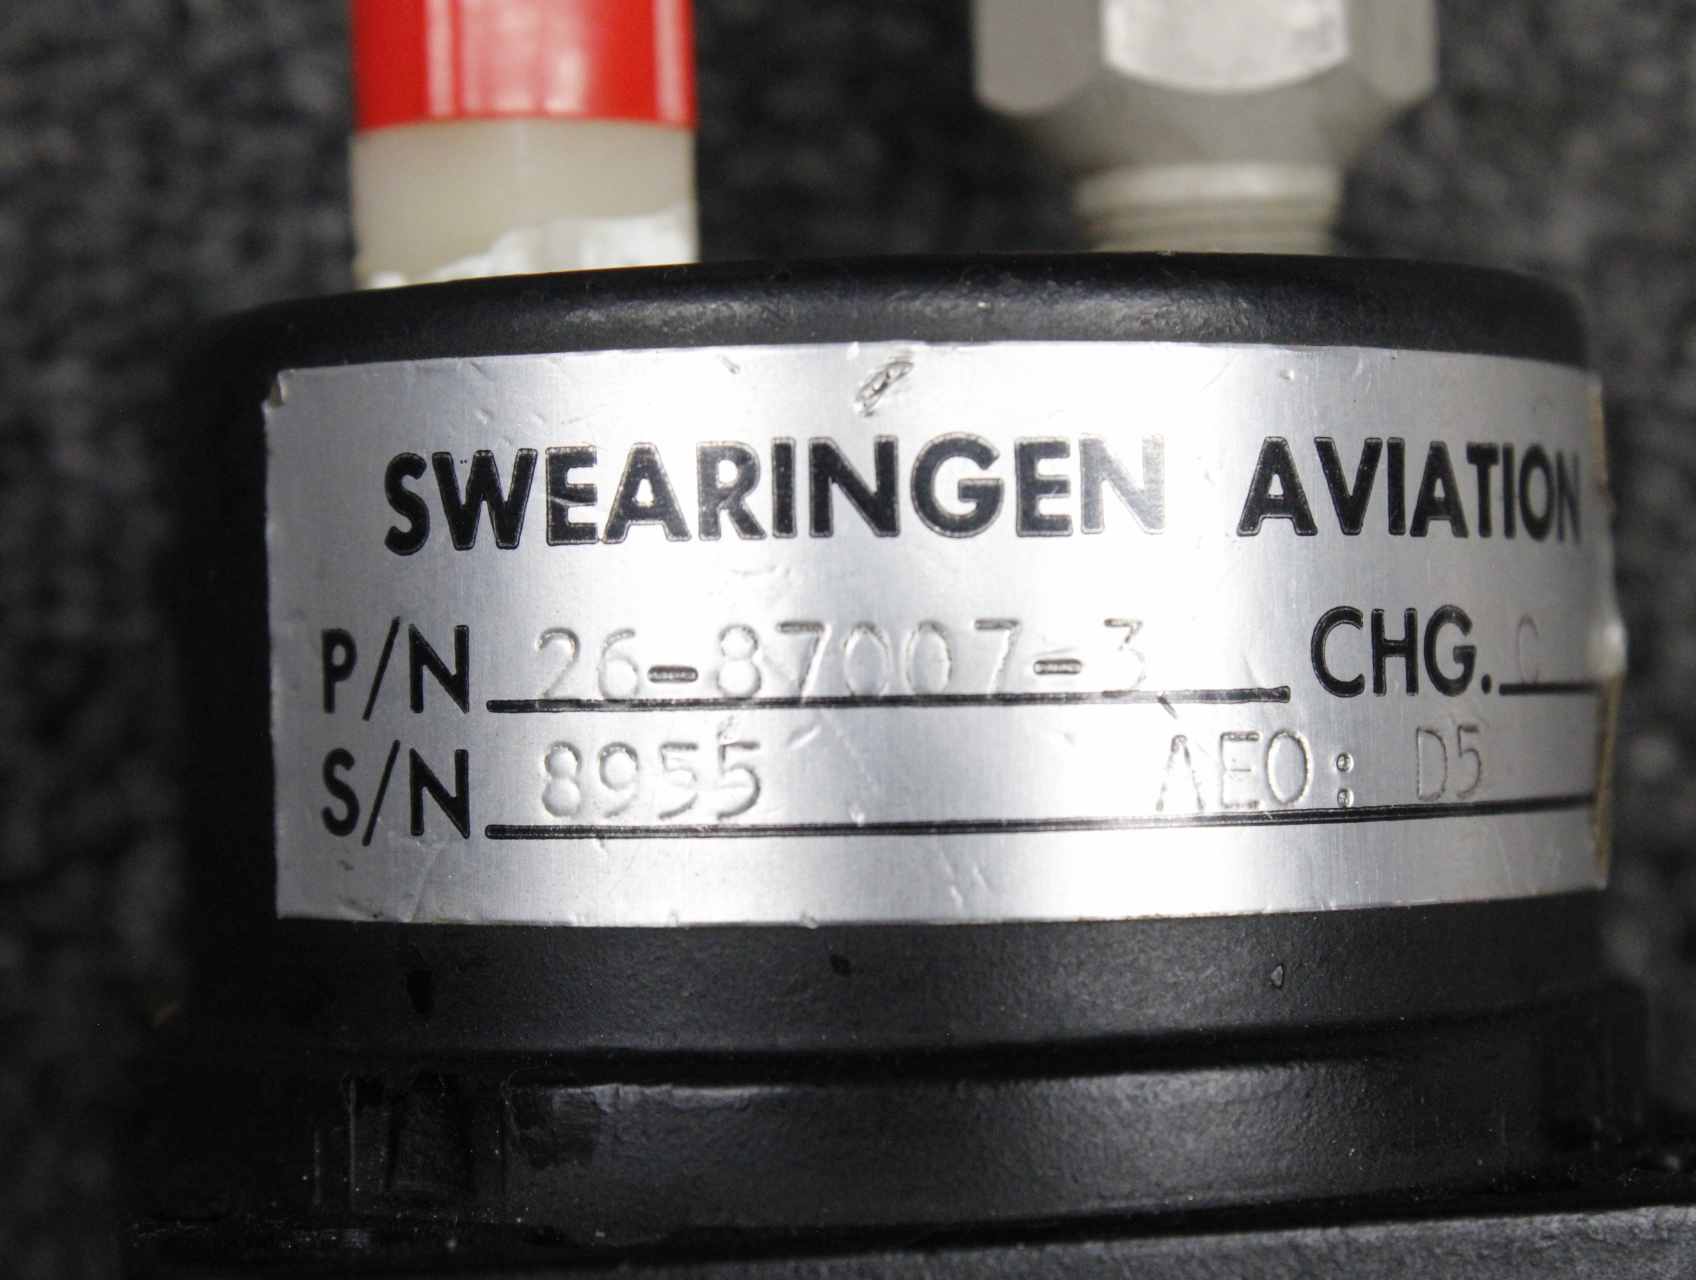 SWEARINGEN AVIATION
P/N 26-87007-3 CHG. C
S/N 8955 AEO: D5